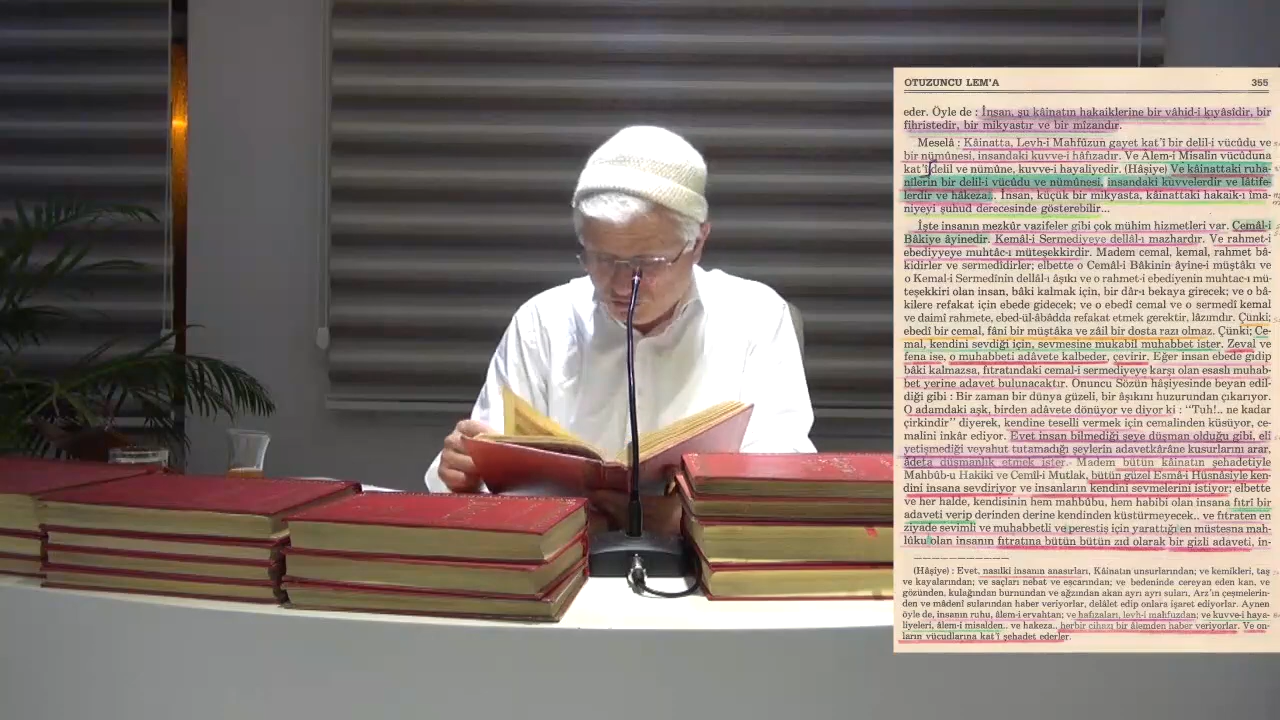 OTUZUNCU LEM'A 355
eder. Öyle de : İnsan, şu kâinatın hakaiklerine bir vâhid-i kıyâsîdir, bir
fihristedir, bir mikyastır ve bir mîzandır.
Meselâ : Kâinatta, Levh-i Mahfûzun gayet kat'î bir delil-i vücûdu ve
bir nümûnesi, insandaki kuvve-i hâfızadır. Ve Âlem-i Misalin vücûduna
kat'î delil ve nümûne, kuvve-i hayaliyedir. (Hâşiye) Ve kâinattaki ruha-
nîlerin bir delil-i vücûdu ve nümûnesi, insandaki kuvvelerdir ve lâtife-
lerdir ve hâkeza.. İnsan, küçük bir mikyasta, kâinattaki hakaik-ı ima-
niyeyi şuhud derecesinde gösterebilir...
İşte insanın mezkûr vazifeler gibi çok mühim hizmetleri var. Cemâl-i
Bâkiye âyinedir. Kemâl-i Sermediyeye dellâl-ı mazhardır. Ve rahmet-i
ebediyyeye muhtâc-ı müteşekkirdir. Madem cemal, kemal, rahmet bâ-
kidirler ve sermedîdirler; elbette o Cemâl-i Bâkinin âyine-i müştâkı ve
o Kemal-i Sermedînin dellâl-ı âşıkı ve o rahmet-i ebediyenin muhtac-ı mü-
teşekkiri olan insan, bâki kalmak için, bir dâr-ı bekaya girecek; ve o bâ-
kilere refakat için ebede gidecek; ve o ebedî cemal ve o sermedî kemal
ve daimî rahmete, ebed-ül-âbâdda refakat etmek gerektir, lâzımdır. Çünki;
ebedî bir cemal, fâni bir müştaka ve zâil bir dosta razı olmaz. Çünki; Ce-
mal, kendini sevdiği için, sevmesine mukabil muhabbet ister. Zeval ve
fena ise, o muhabbeti adâvete kalbeder, çevirir. Eğer insan ebede gidip
bâki kalmazsa, fıtratındaki cemal-i sermediyeye karşı olan esaslı muhab-
bet yerine adavet bulunacaktır. Onuncu Sözün hâşiyesinde beyan edil-
diği gibi : Bir zaman bir dünya güzeli, bir âşıkını huzurundan çıkarıyor.
O adamdaki aşk, birden adâvete dönüyor ve diyor ki : "Tuh!.. ne kadar
çirkindir" diyerek, kendine teselli vermek için cemalinden küsüyor, ce-
malini inkâr ediyor. Evet insan bilmediği şeye düşman olduğu gibi, eli
yetişmediği veyahut tutamadığı şeylerin adavetkârâne kusurlarını arar,
âdeta düşmanlık etmek ister. Madem bütün kâinatın şehadetiyle
Mahbûb-u Hakikî ve Cemîl-i Mutlak, bütün güzel Esmâ-i Hüsnâsiyle ken-
dini insana sevdiriyor ve insanların kendini sevmelerini istiyor; elbette
ve her halde, kendisinin hem mahbûbu, hem habibi olan insana fıtrî bir
adaveti verip derinden derine kendinden küstürmeyecek.. ve fıtraten en
ziyade sevimli ve muhabbetli ve perestiş için yarattığı en müstesna mah-
lûku olan insanın fıtratına bütün bütün zıd olarak bir gizli adaveti, in-
(Hâşiye) : Evet, nasılki insanın anasırları, Kâinatın unsurlarından; ve kemikleri, taş
ve kayalarından; ve saçları nebat ve eşcarından; ve bedeninde cereyan eden kan, ve
gözünden, kulağından burnundan ve ağzından akan ayrı ayrı suları, Arz'ın çeşmelerin-
den ve mâdenî sularından haber veriyorlar, delâlet edip onlara işaret ediyorlar. Aynen
öyle de, insanın ruhu, âlem-i ervahtan; ve hafızaları, levh-i mahfuzdan; ve kuvve-i haya-
liyeleri, âlem-i misalden.. ve hakeza.. herbir cihazı bir âlemden haber veriyorlar. Ve on-
ların vücudlarına kat'î şehadet ederler.